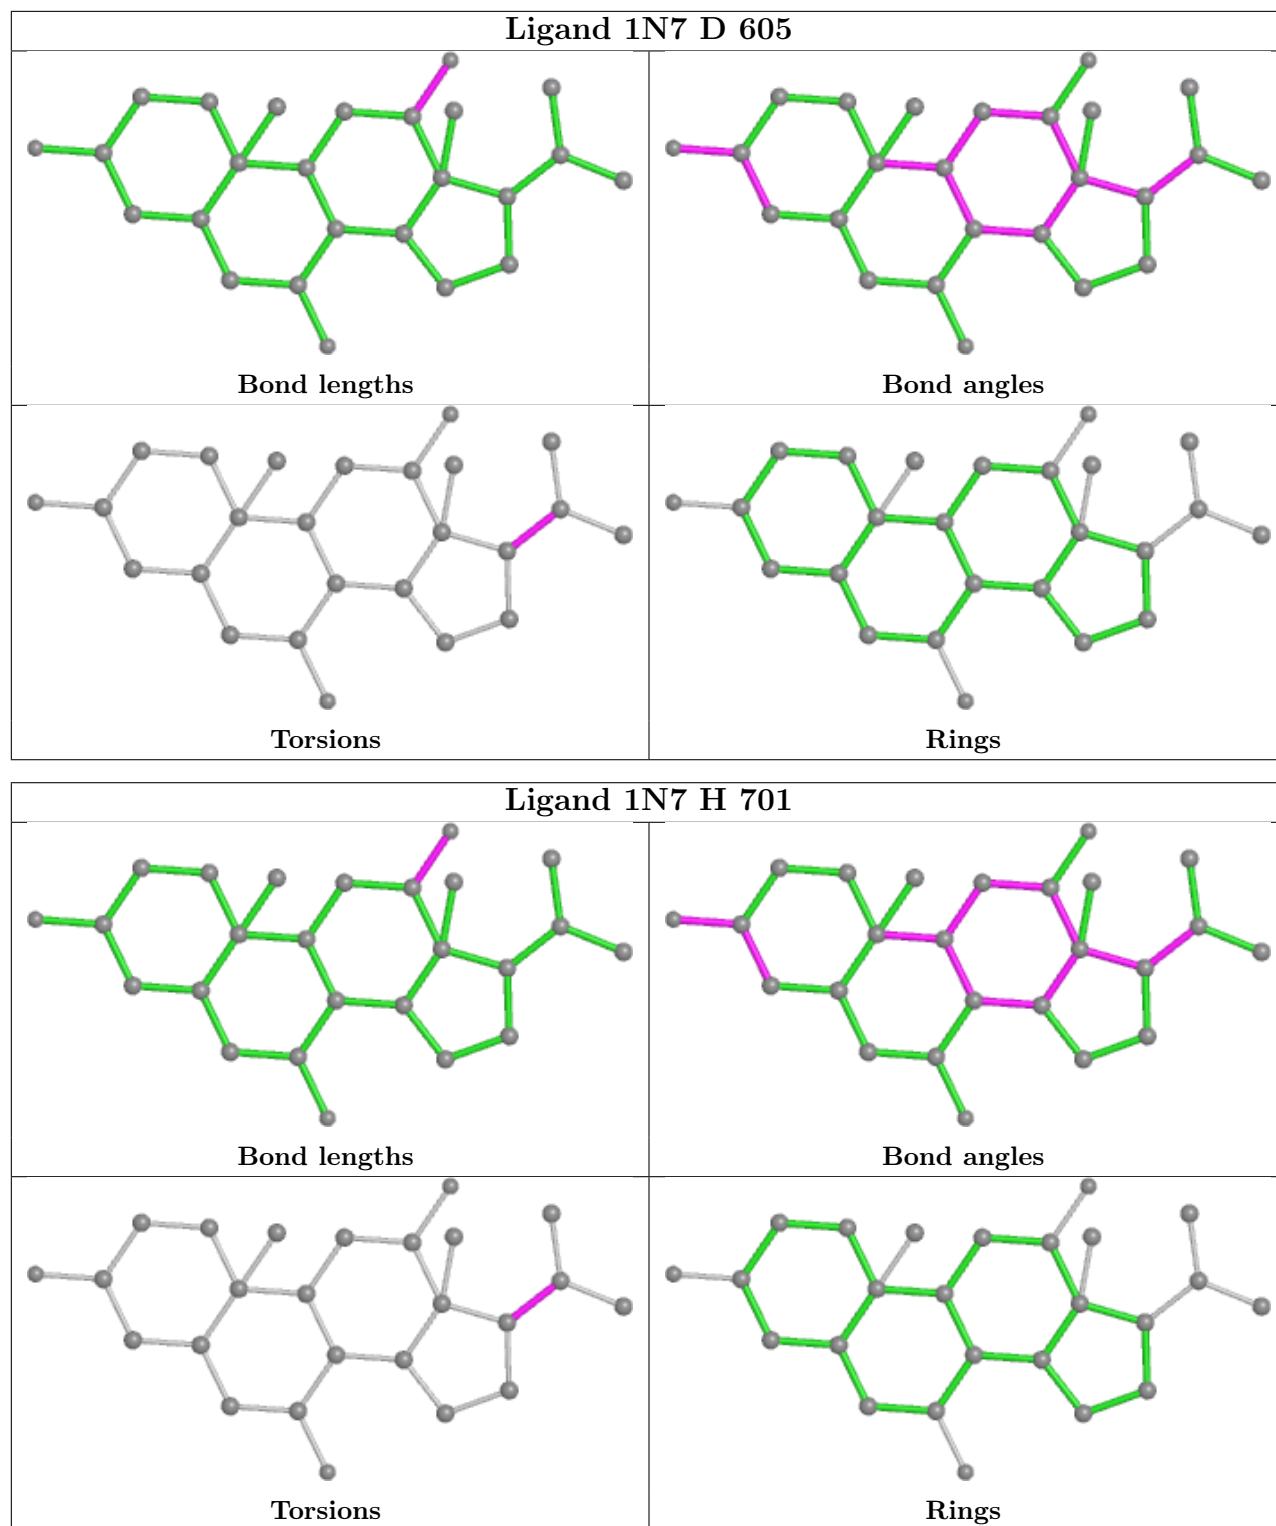 Ligand 1N7 D 605
Bond lengths
Bond angles
Torsions
Rings
Ligand 1N7 H 701
Bond lengths
Bond angles
Torsions
Rings